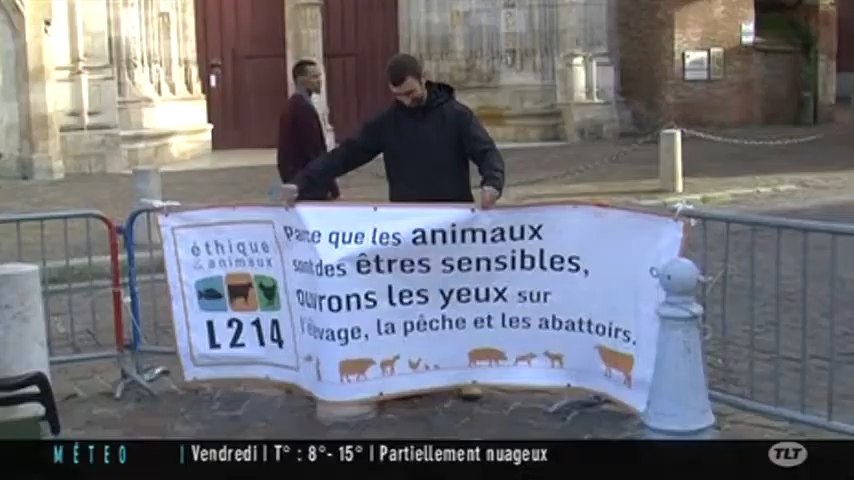 éthique
& animaux
L214
Parce que les animaux
sont des êtres sensibles,
ouvrons les yeux sur
l'élevage, la pêche et les abattoirs.
MÉTEO | Vendredi | T° : 8°- 15° | Partiellement nuageux
TLT